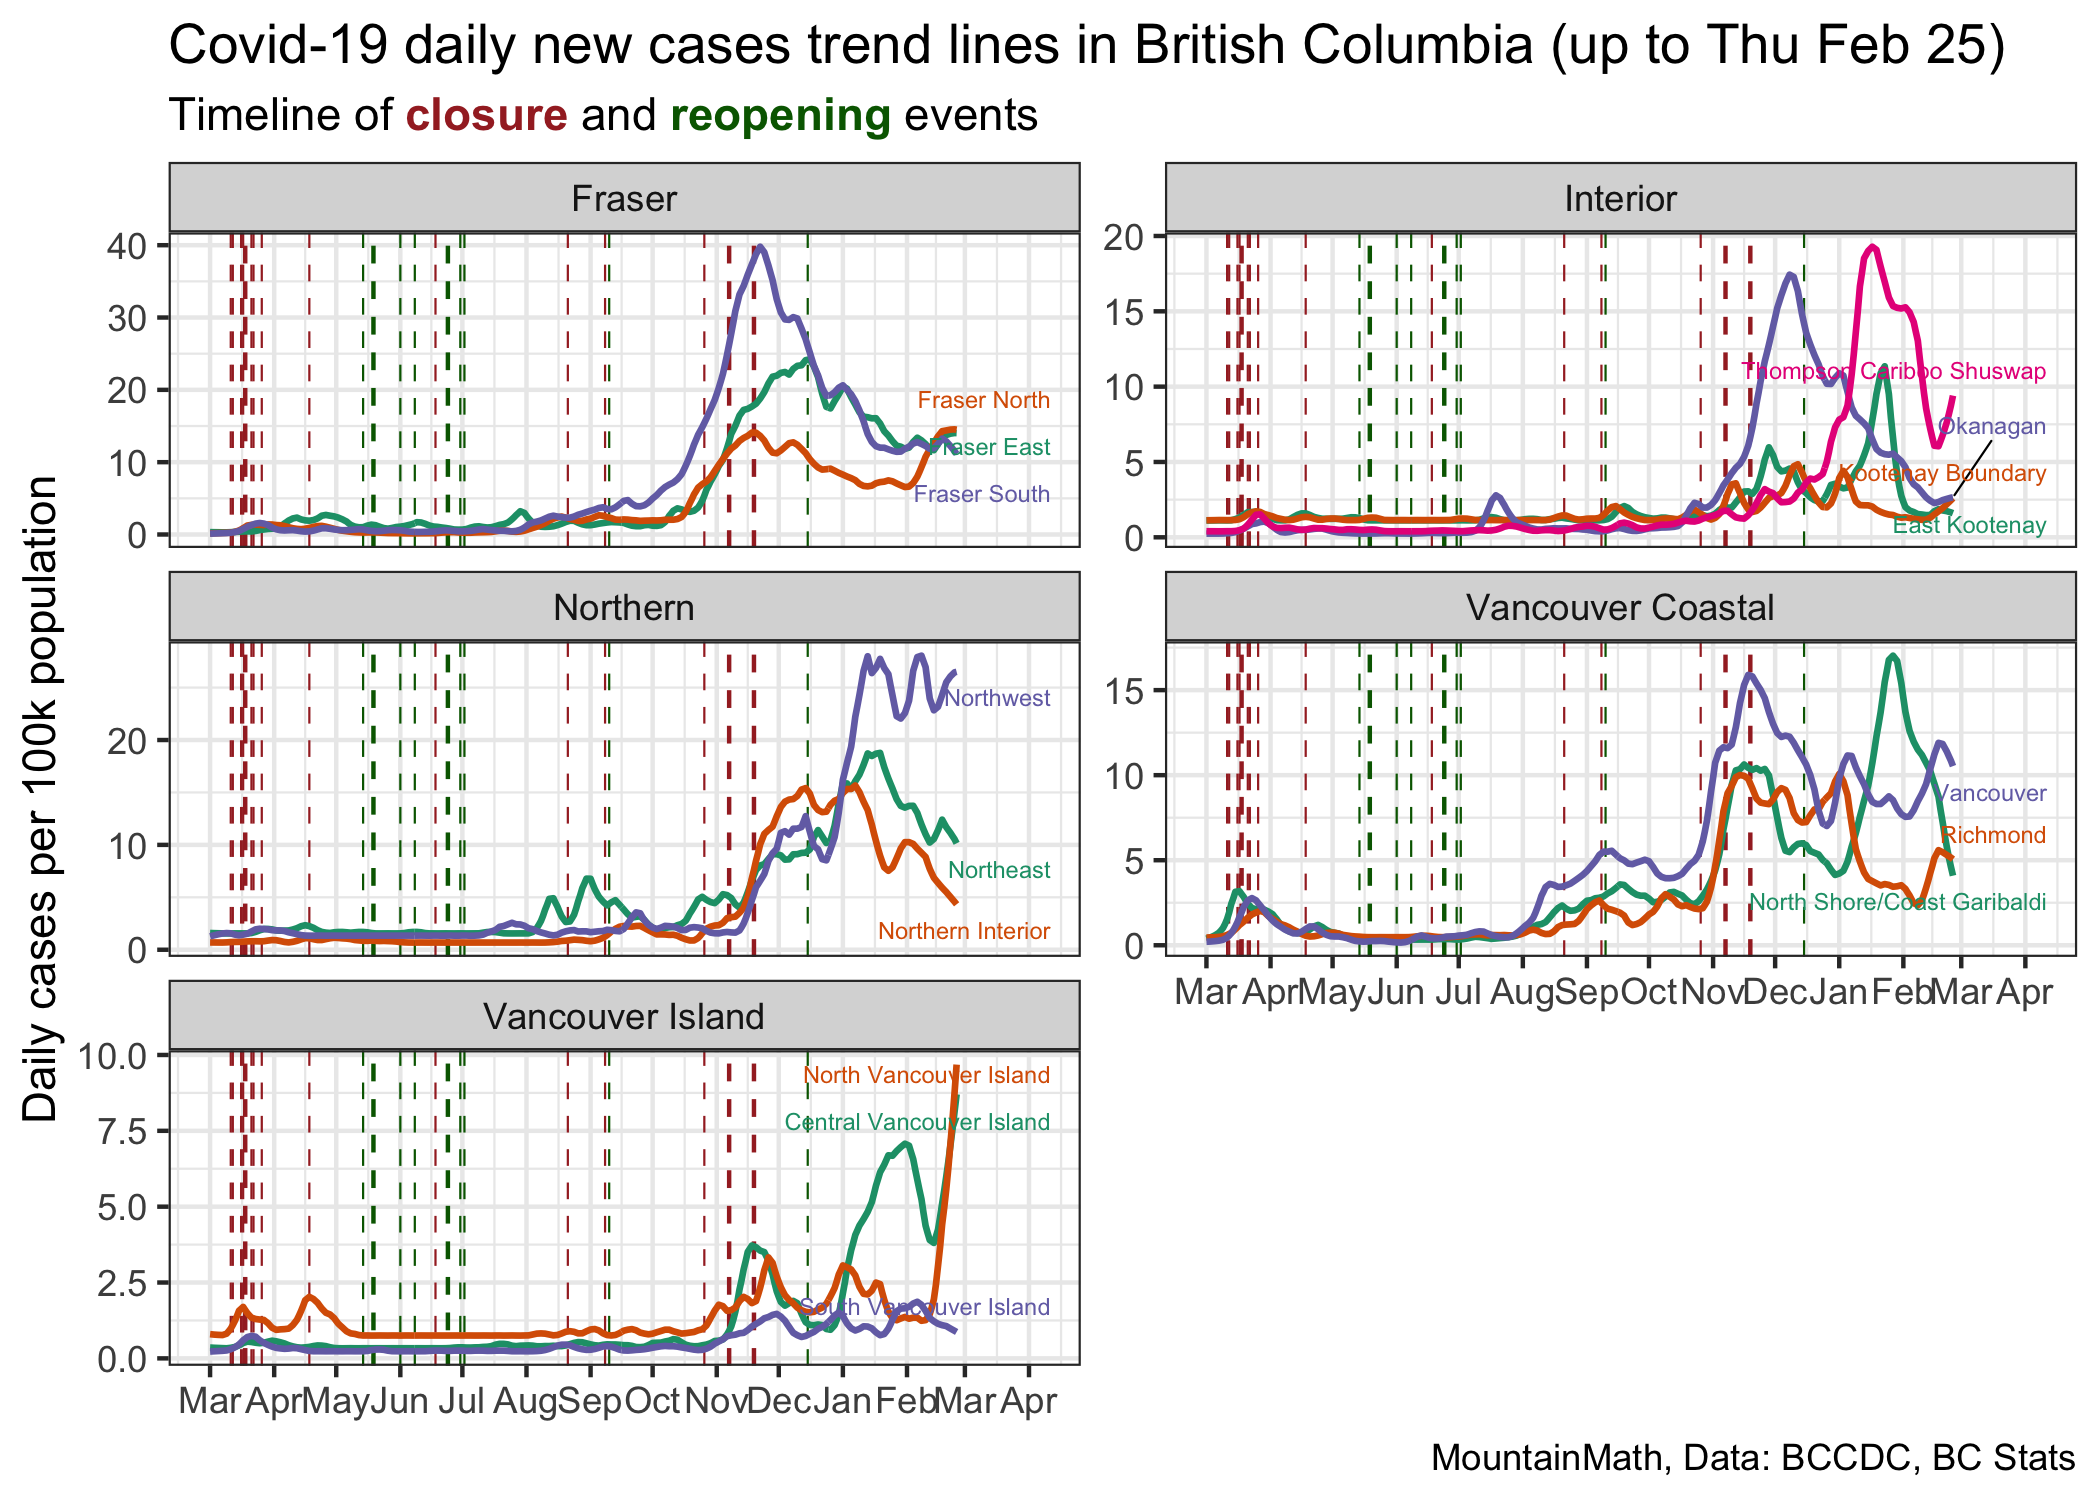 Covid-19 daily new cases trend lines in British Columbia (up to Thu Feb 25)
Timeline of closure and reopening events
Daily cases per 100k population
Fraser
40
30
20
10
0
Fraser North
Fraser East
Fraser South
Interior
20
15
10
5
0
Thompson Cariboo Shuswap
Okanagan
Kootenay Boundary
East Kootenay
Northern
20
10
0
Northwest
Northeast
Northern Interior
Vancouver Coastal
15
10
5
0
Vancouver
Richmond
North Shore/Coast Garibaldi
Mar Apr May Jun Jul Aug Sep Oct Nov Dec Jan Feb Mar Apr
Vancouver Island
10.0
7.5
5.0
2.5
0.0
North Vancouver Island
Central Vancouver Island
South Vancouver Island
Mar Apr May Jun Jul Aug Sep Oct Nov Dec Jan Feb Mar Apr
MountainMath, Data: BCCDC, BC Stats